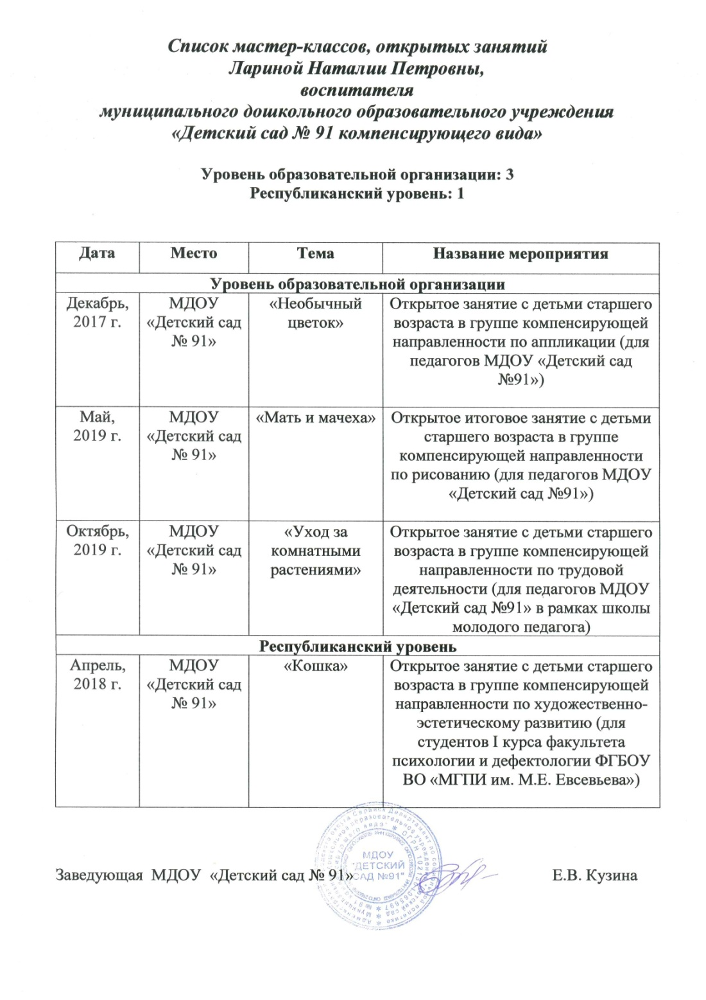 Список мастер-классов, открытых занятий
Лариной Наталии Петровны,
воспитателя
муниципального дошкольного образовательного учреждения
«Детский сад № 91 компенсирующего вида»
Уровень образовательной организации: 3
Республиканский уровень: 1
Дата Место Тема Название мероприятия
Уровень образовательной организации
Декабрь, 2017 г.
МДОУ «Детский сад № 91»
«Необычный цветок»
Открытое занятие с детьми старшего
возраста в группе компенсирующей
направленности по аппликации (для
педагогов МДОУ «Детский сад
№91»)
Май,
2019 г.
МДОУ
«Детский сад
№ 91»
«Мать и мачеха»
Открытое итоговое занятие с детьми
старшего возраста в группе
компенсирующей направленности
по рисованию (для педагогов МДОУ
«Детский сад №91»)
Октябрь,
2019 г.
МДОУ
«Детский сад
№ 91»
«Уход за
комнатными
растениями»
Открытое занятие с детьми старшего
возраста в группе компенсирующей
направленности по трудовой
деятельности (для педагогов МДОУ
«Детский сад №91» в рамках школы
молодого педагога)
Республиканский уровень
Апрель,
2018 г.
МДОУ
«Детский сад
№ 91»
«Кошка»
Открытое занятие с детьми старшего
возраста в группе компенсирующей
направленности по художественно-
эстетическому развитию (для
студентов I курса факультета
психологии и дефектологии ФГБОУ
ВО «МГПИ им. М.Е. Евсевьева»)
Заведующая МДОУ «Детский сад № 91» Е.В. Кузина
МДОУ
"ДЕТСКИЙ
САД №91"